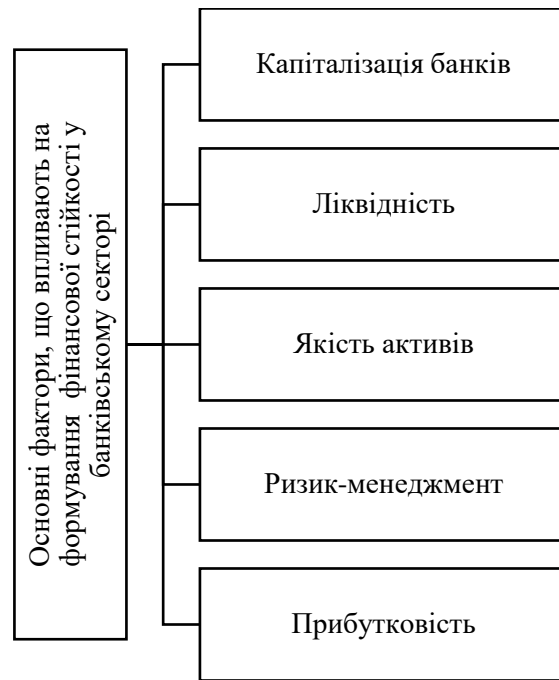 Основні фактори, що впливають на
формування фінансової стійкості у
банківському секторі
Капіталізація банків
Ліквідність
Якість активів
Ризик-менеджмент
Прибутковість